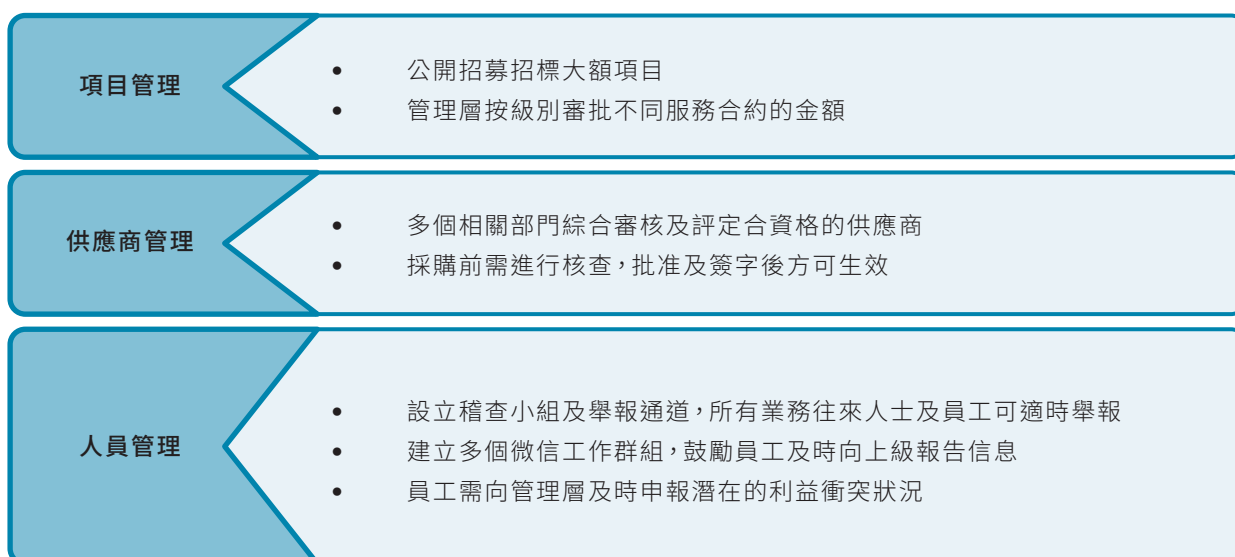 項目管理
• 公開招募招標大額項目
• 管理層按級別審批不同服務合約的金額
供應商管理
• 多個相關部門綜合審核及評定合資格的供應商
• 採購前需進行核查，批准及簽字後方可生效
人員管理
• 設立稽查小組及舉報通道，所有業務往來人士及員工可適時舉報
• 建立多個微信工作群組，鼓勵員工及時向上級報告信息
• 員工需向管理層及時申報潛在的利益衝突狀況